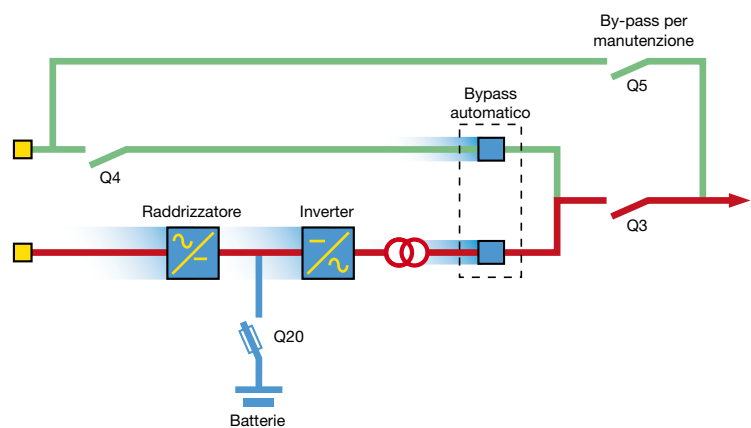 By-pass per
manutenzione
Q5
Bypass
automatico
Q4
Raddrizzatore
Inverter
Q3
Q20
Batterie